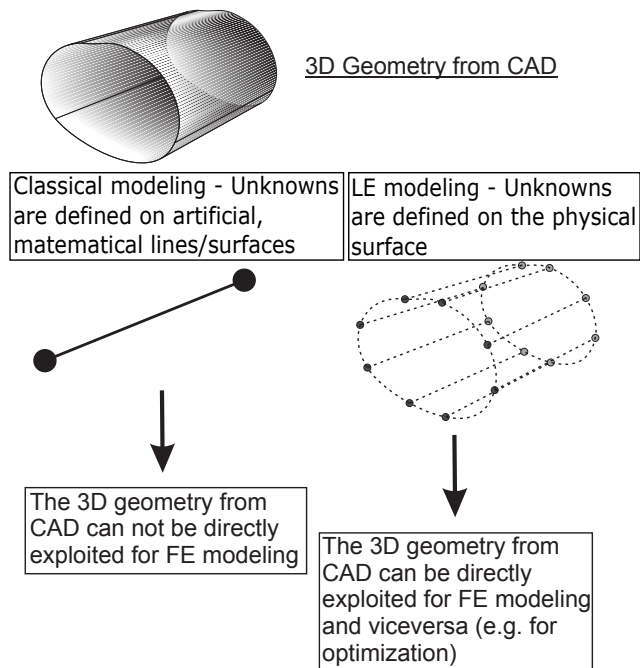 3D Geometry from CAD
Classical modeling - Unknowns
are defined on artificial,
matematical lines/surfaces
LE modeling - Unknowns
are defined on the physical
surface
The 3D geometry from
CAD can not be directly
exploited for FE modeling
The 3D geometry from
CAD can be directly
exploited for FE modeling
and viceversa (e.g. for
optimization)